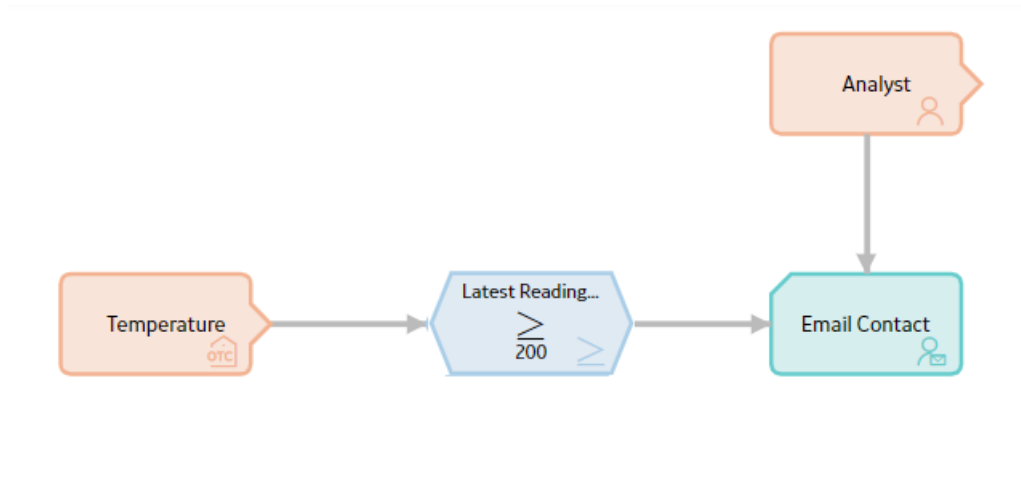 Analyst
Temperature
OTC
Latest Reading...
≥
200
≥
Email Contact